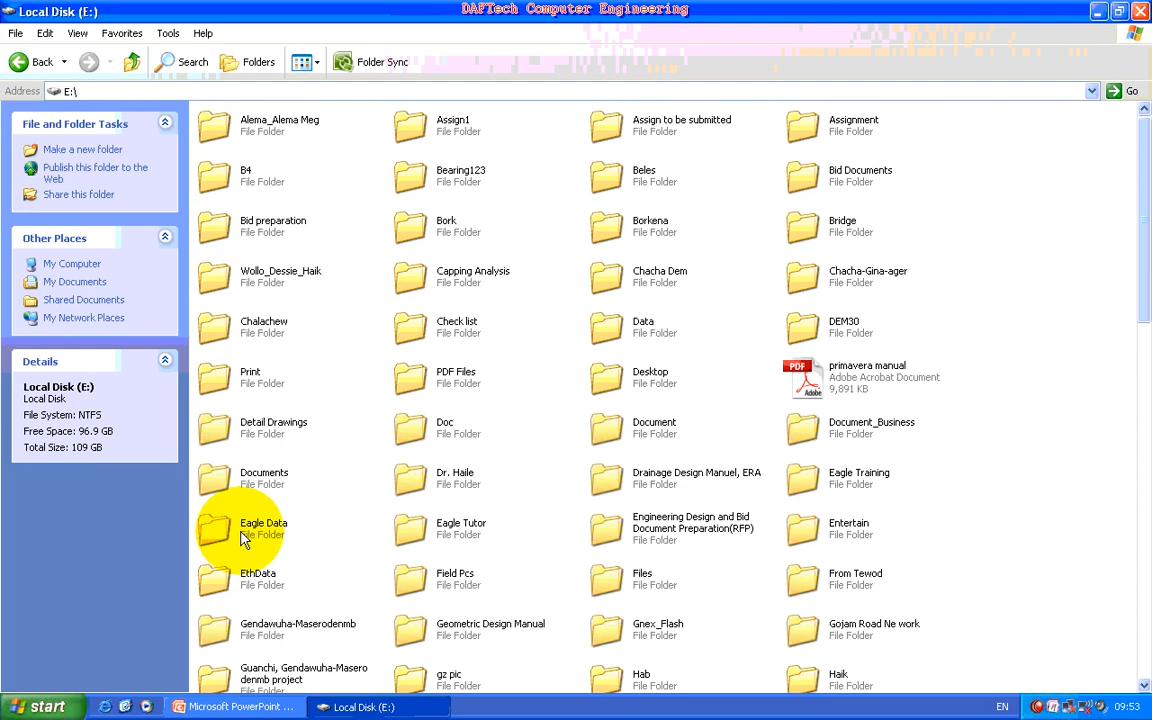 DAFTech Computer Engineering
Local Disk (E:)
File Edit View Favorites Tools Help
Back Search Folders Folder Sync
Address E:\ Go
File and Folder Tasks
Make a new folder
Publish this folder to the
Web
Share this folder
Other Places
My Computer
My Documents
Shared Documents
My Network Places
Details
Local Disk (E:)
Local Disk
File System: NTFS
Free Space: 96.9 GB
Total Size: 109 GB
Alema_Alema Meg Assign1 Assign to be submitted Assignment
File Folder File Folder File Folder File Folder
B4 Bearing123 Beles Bid Documents
File Folder File Folder File Folder File Folder
Bid preparation Bork Borkena Bridge
File Folder File Folder File Folder File Folder
Wollo_Dessie_Haik Capping Analysis Chacha Dem Chacha-Gina-ager
File Folder File Folder File Folder File Folder
Chalachew Check list Data DEM30
File Folder File Folder File Folder File Folder
Print PDF Files Desktop primavera manual
File Folder File Folder File Folder Adobe Acrobat Document
9,891 KB
PDF
Adobe
Detail Drawings Doc Document Document_Business
File Folder File Folder File Folder File Folder
Documents Dr. Haile Drainage Design Manuel, ERA Eagle Training
File Folder File Folder File Folder File Folder
Eagle Data Eagle Tutor Engineering Design and Bid Entertain
File Folder File Folder Document Preparation(RFP) File Folder
File Folder
EthData Field Pcs Files From Tewod
File Folder File Folder File Folder File Folder
Gendawuha-Maserodenmb Geometric Design Manual Gnex_Flash Gojam Road Ne work
File Folder File Folder File Folder File Folder
Guanchi, Gendawuha-Masero gz pic Hab Haik
denmb project File Folder File Folder File Folder
File Folder
start Microsoft PowerPoint ... Local Disk (E:) EN 09:53